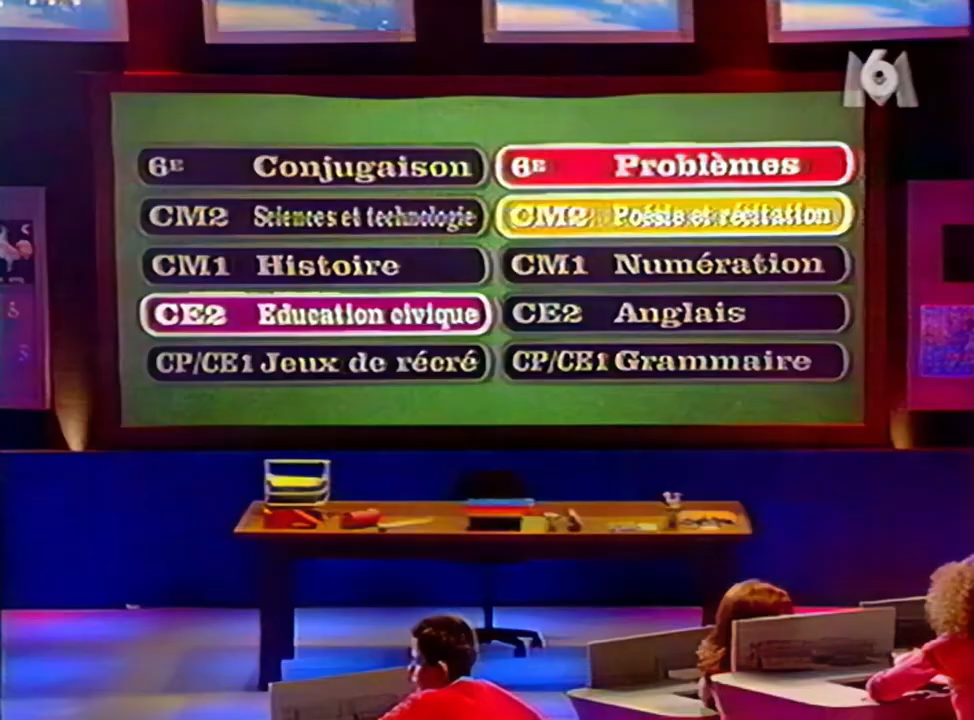 M6
6E Conjugaison
6E Problèmes
CM2 Sciences et technologie
CM2 Poésie et récitation
CM1 Histoire
CM1 Numération
CE2 Education civique
CE2 Anglais
CP/CE1 Jeux de récré
CP/CE1 Grammaire